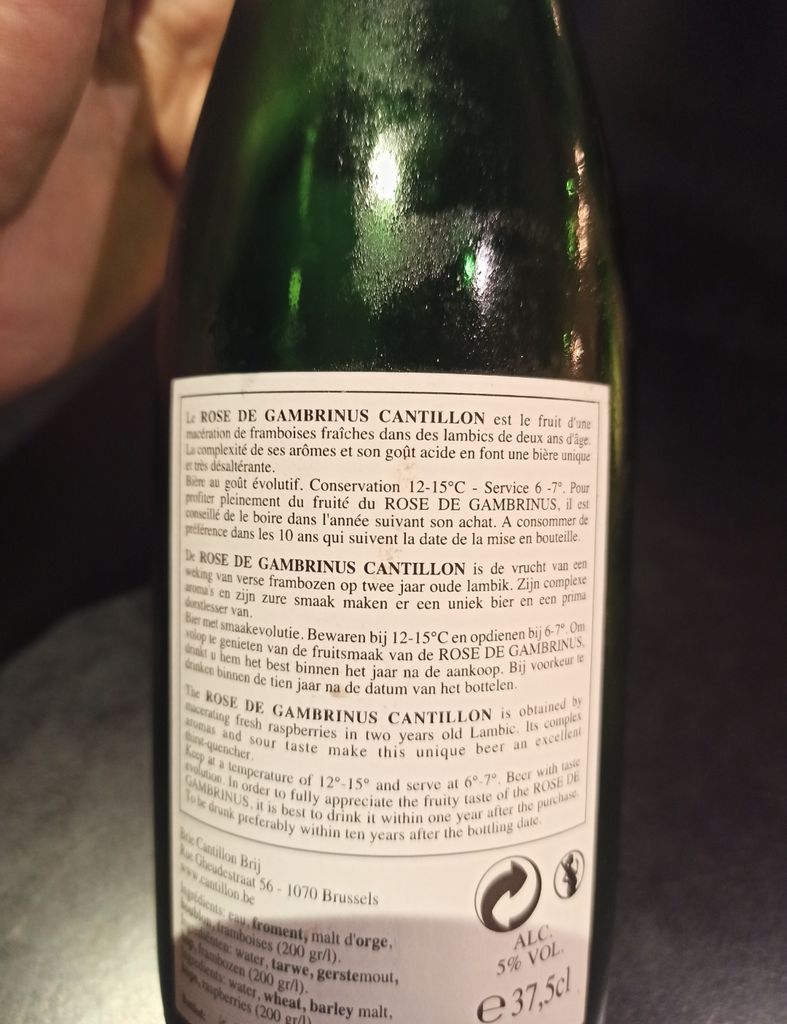 Le ROSE DE GAMBRINUS CANTILLON est le fruit d'une
macération de framboises fraîches dans des lambics de deux ans d'âge.
La complexité de ses arômes et son goût acide en font une bière unique
et très désaltérante.
Bière au goût évolutif. Conservation 12-15°C - Service 6 -7°. Pour
profiter pleinement du fruité du ROSE DE GAMBRINUS, il est
conseillé de le boire dans l'année suivant son achat. A consommer de
préférence dans les 10 ans qui suivent la date de la mise en bouteille.
De ROSE DE GAMBRINUS CANTILLON is de vrucht van een
weking van verse frambozen op twee jaar oude lambik. Zijn complexe
aroma's en zijn zure smaak maken er een uniek bier en een prima
dorstlesser van.
Bier met smaakevolutie. Bewaren bij 12-15°C en opdienen bij 6-7°. Om
volop te genieten van de fruitsmaak van de ROSE DE GAMBRINUS,
drinkt u hem het best binnen het jaar na de aankoop. Bij voorkeur te
drinken binnen de tien jaar na de datum van het bottelen.
The ROSE DE GAMBRINUS CANTILLON is obtained by
macerating fresh raspberries in two years old Lambic. Its complex
aromas and sour taste make this unique beer an excellent
thirst-quencher.
Keep at a temperature of 12°-15° and serve at 6°-7°. Beer with taste
evolution. In order to fully appreciate the fruity taste of the ROSE DE
GAMBRINUS, it is best to drink it within one year after the purchase.
To be drunk preferably within ten years after the bottling date.
Brie Cantillon Brij
Rue Gheudestraat 56 - 1070 Brussels
www.cantillon.be
Ingrédients: eau, froment, malt d'orge,
houblon, framboises (200 gr/l).
Ingrediënten: water, tarwe, gerstemout,
hop, frambozen (200 gr/l).
Ingredients: water, wheat, barley malt,
hops, raspberries (200 gr/l)
ALC.
5% VOL.
e 37,5cl